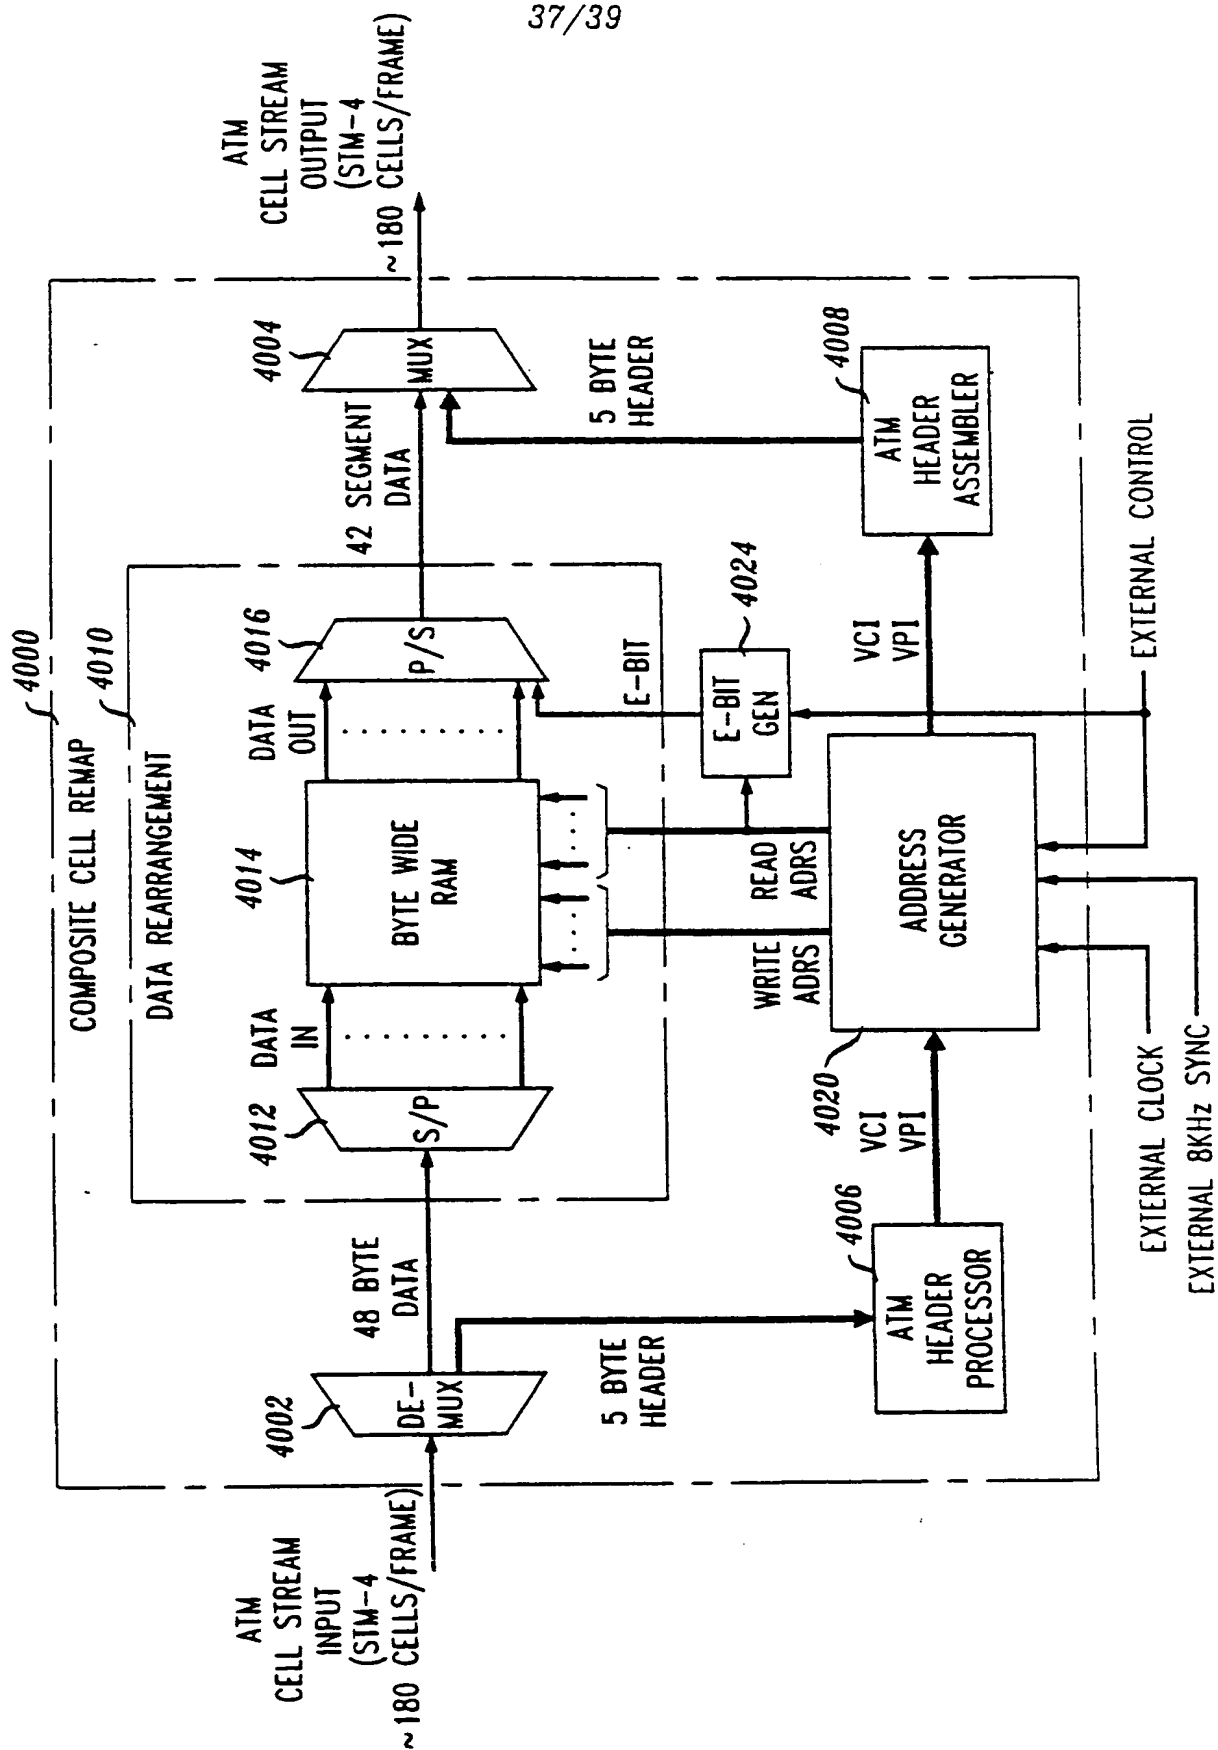 37/39
ATM
CELL STREAM
OUTPUT
(STM-4
~180 CELLS/FRAME)
4000
COMPOSITE CELL REMAP
4010
DATA REARRANGEMENT
4004
MUX
42 SEGMENT
DATA
5 BYTE
HEADER
4008
ATM
HEADER
ASSEMBLER
4016
P/S
DATA
OUT
E-BIT
4024
E-BIT
GEN
VCI
VPI
EXTERNAL CONTROL
4014
BYTE WIDE
RAM
READ
ADRS
WRITE
ADRS
ADDRESS
GENERATOR
4020
DATA
IN
4012
S/P
48 BYTE
DATA
VCI
VPI
EXTERNAL CLOCK
EXTERNAL 8KHz SYNC
4002
DE-
MUX
5 BYTE
HEADER
4006
ATM
HEADER
PROCESSOR
ATM
CELL STREAM
INPUT
(STM-4
~180 CELLS/FRAME)